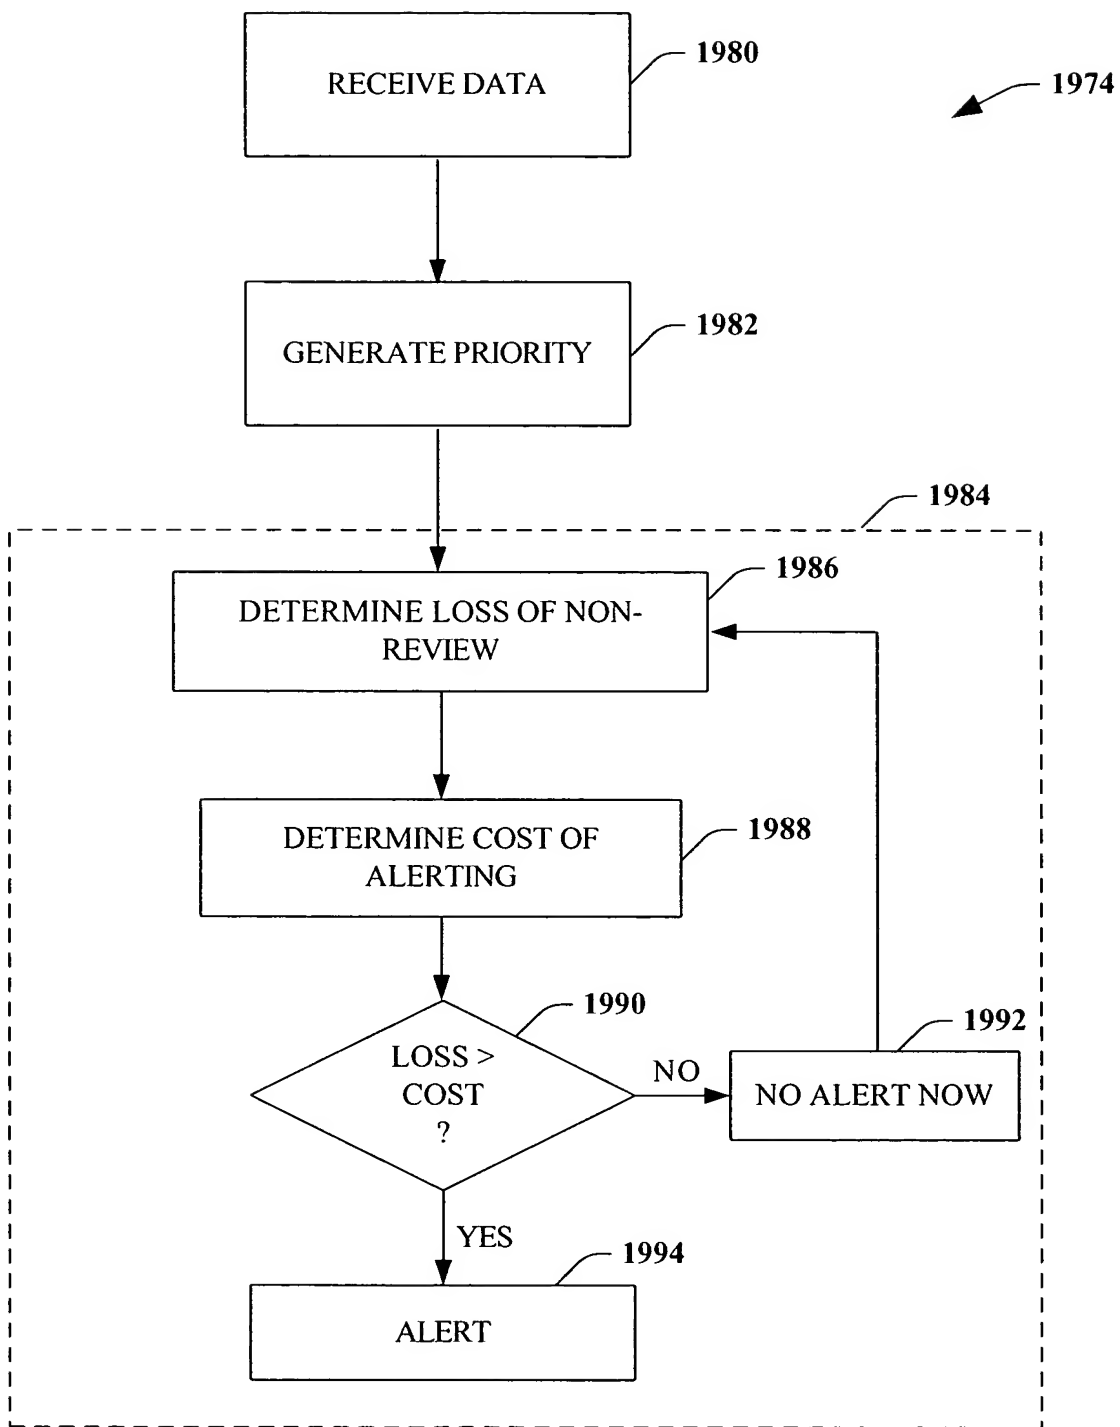 RECEIVE DATA
1980
1974
GENERATE PRIORITY
1982
1984
DETERMINE LOSS OF NON-
REVIEW
1986
DETERMINE COST OF
ALERTING
1988
LOSS >
COST
?
1990
NO
NO ALERT NOW
1992
YES
ALERT
1994